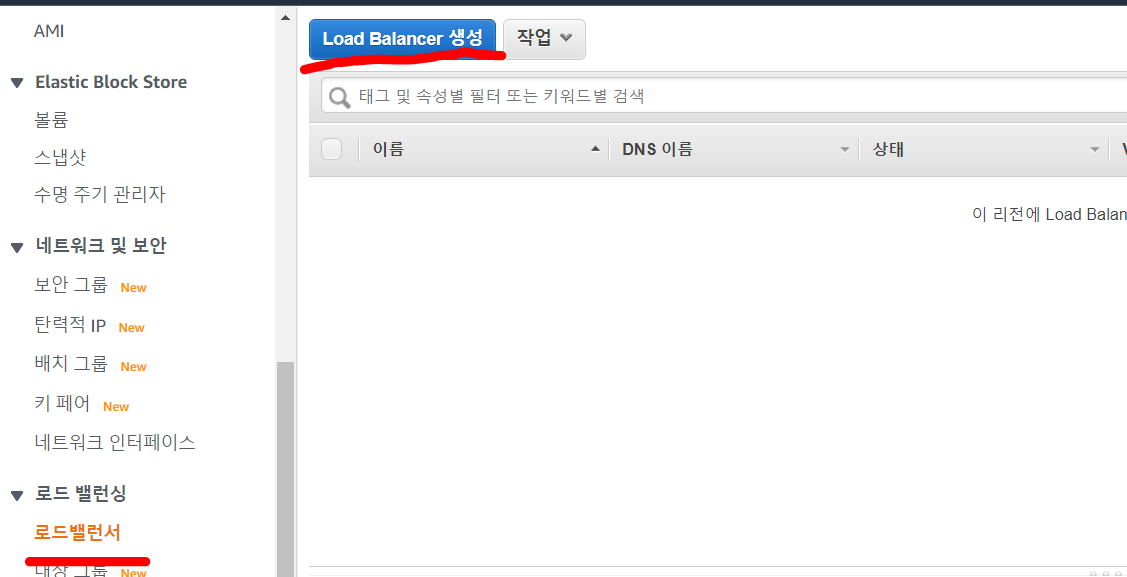 AMI
Elastic Block Store
볼륨
스냅샷
수명 주기 관리자
네트워크 및 보안
보안 그룹 New
탄력적 IP New
배치 그룹 New
키 페어 New
네트워크 인터페이스
로드 밸런싱
로드밸런서
대상 그룹 New
Load Balancer 생성 작업
태그 및 속성별 필터 또는 키워드별 검색
이름 DNS 이름 상태
이 리전에 Load Balan